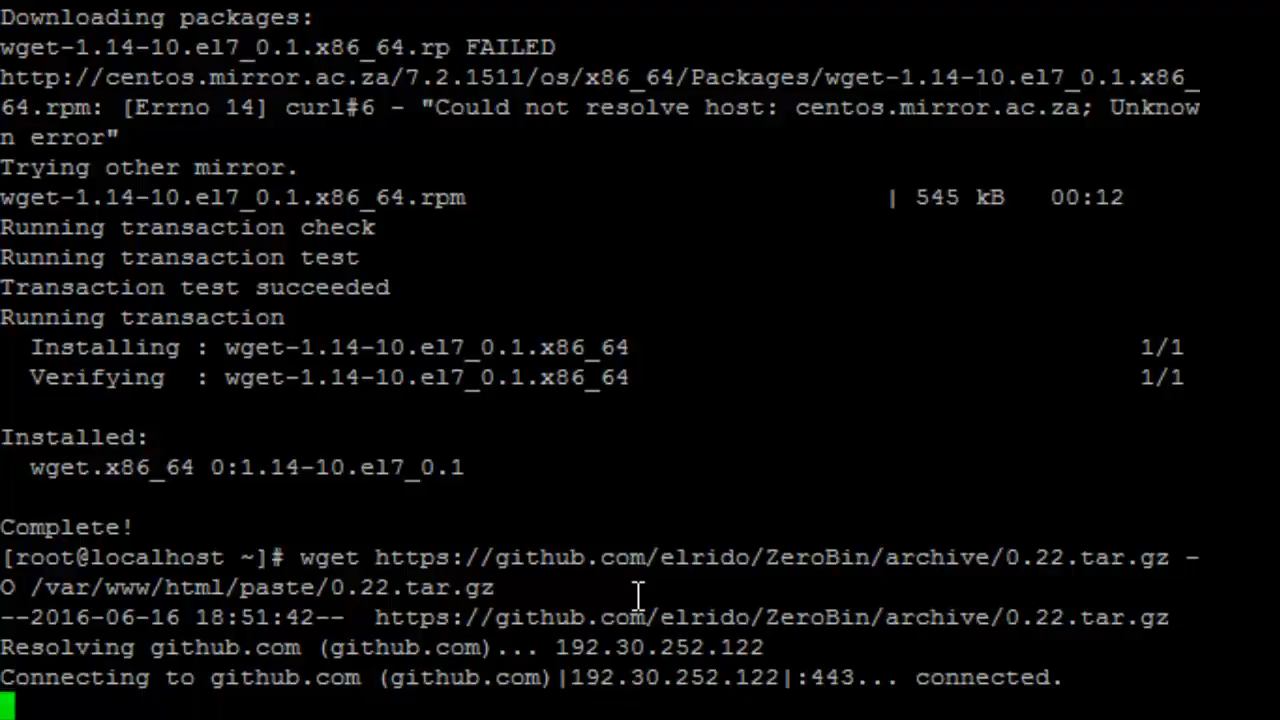 Downloading packages:
wget-1.14-10.el7_0.1.x86_64.rp FAILED
http://centos.mirror.ac.za/7.2.1511/os/x86_64/Packages/wget-1.14-10.el7_0.1.x86_
64.rpm: [Errno 14] curl#6 - "Could not resolve host: centos.mirror.ac.za; Unknow
n error"
Trying other mirror.
wget-1.14-10.el7_0.1.x86_64.rpm | 545 kB 00:12
Running transaction check
Running transaction test
Transaction test succeeded
Running transaction
Installing : wget-1.14-10.el7_0.1.x86_64 1/1
Verifying : wget-1.14-10.el7_0.1.x86_64 1/1
Installed:
wget.x86_64 0:1.14-10.el7_0.1
Complete!
[root@localhost ~]# wget https://github.com/elrido/ZeroBin/archive/0.22.tar.gz -
O /var/www/html/paste/0.22.tar.gz
--2016-06-16 18:51:42-- https://github.com/elrido/ZeroBin/archive/0.22.tar.gz
Resolving github.com (github.com)... 192.30.252.122
Connecting to github.com (github.com)|192.30.252.122|:443... connected.